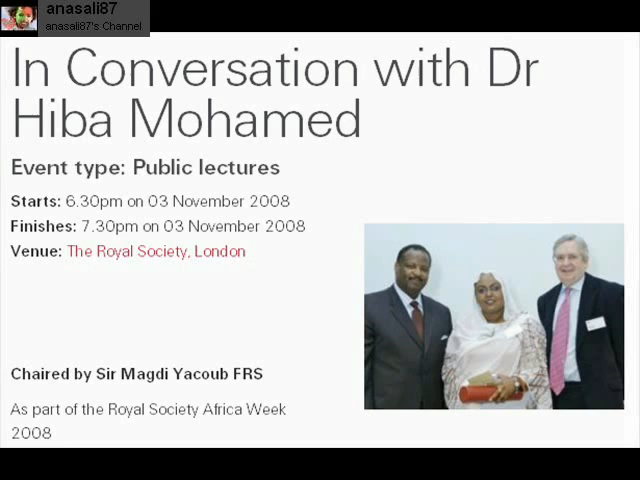 anasali87
anasali87's Channel
In Conversation with Dr
Hiba Mohamed
Event type: Public lectures
Starts: 6.30pm on 03 November 2008
Finishes: 7.30pm on 03 November 2008
Venue: The Royal Society, London
Chaired by Sir Magdi Yacoub FRS
As part of the Royal Society Africa Week
2008